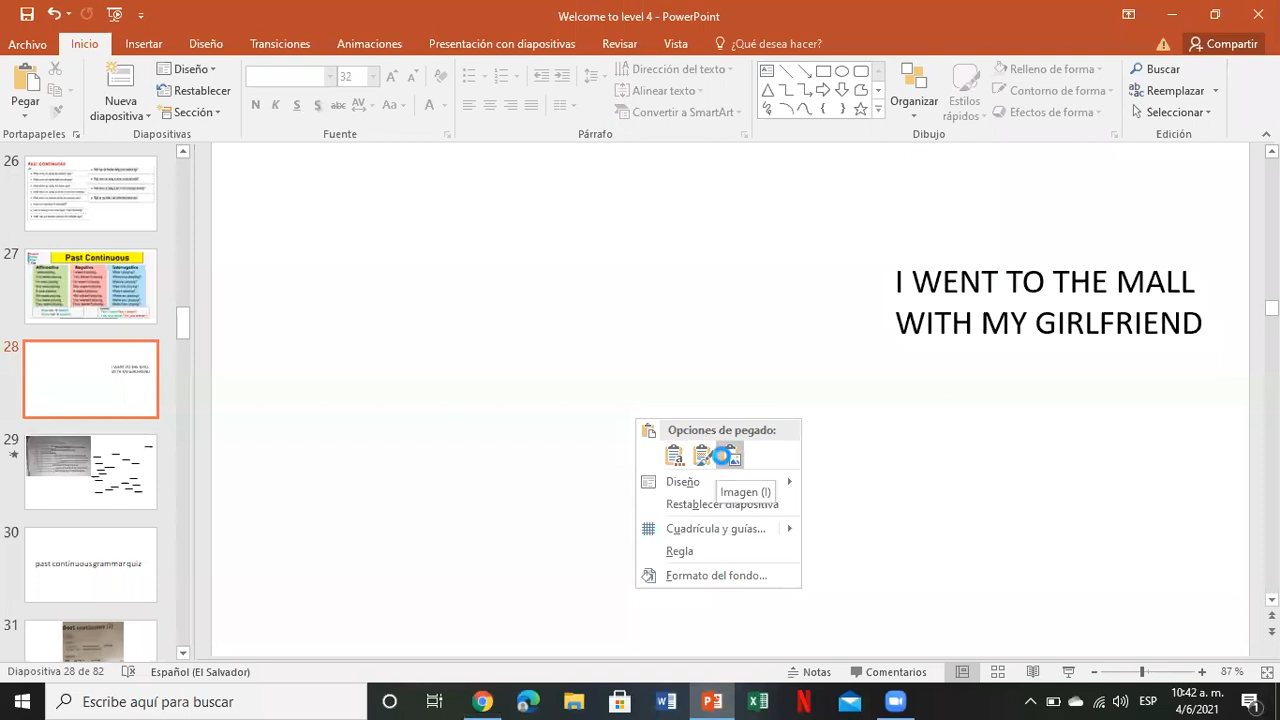 Welcome to level 4 - PowerPoint
Archivo Inicio Insertar Diseño Transiciones Animaciones Presentación con diapositivas Revisar Vista ¿Qué desea hacer? Compartir
Pegar
Portapapeles
Nueva diapositiva
Diseño
Restablecer
Sección
Diapositivas
32
N K S S abc AV Aa A
Fuente
Dirección del texto
Alinear texto
Convertir a SmartArt
Párrafo
Organizar
Estilos rápidos
Relleno de forma
Contorno de forma
Efectos de forma
Dibujo
Buscar
Reemplazar
Seleccionar
Edición
26
27
Past Continuous
28
29
30
past continuous grammar quiz
31
I WENT TO THE MALL
WITH MY GIRLFRIEND
Opciones de pegado:
Diseño
Imagen (I)
Restablecer diapositiva
Cuadrícula y guías...
Regla
Formato del fondo...
Diapositiva 28 de 82 Español (El Salvador) Notas Comentarios 87 %
Escribe aquí para buscar
ESP
10:42 a. m.
4/6/2021